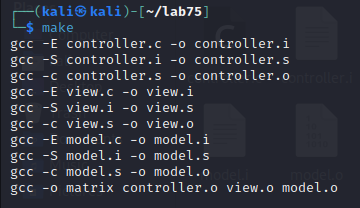 (kali㉿kali)-[~/lab75]
$ make
gcc -E controller.c -o controller.i
gcc -S controller.i -o controller.s
gcc -c controller.s -o controller.o
gcc -E view.c -o view.i
gcc -S view.i -o view.s
gcc -c view.s -o view.o
gcc -E model.c -o model.i
gcc -S model.i -o model.s
gcc -c model.s -o model.o
gcc -o matrix controller.o view.o model.o